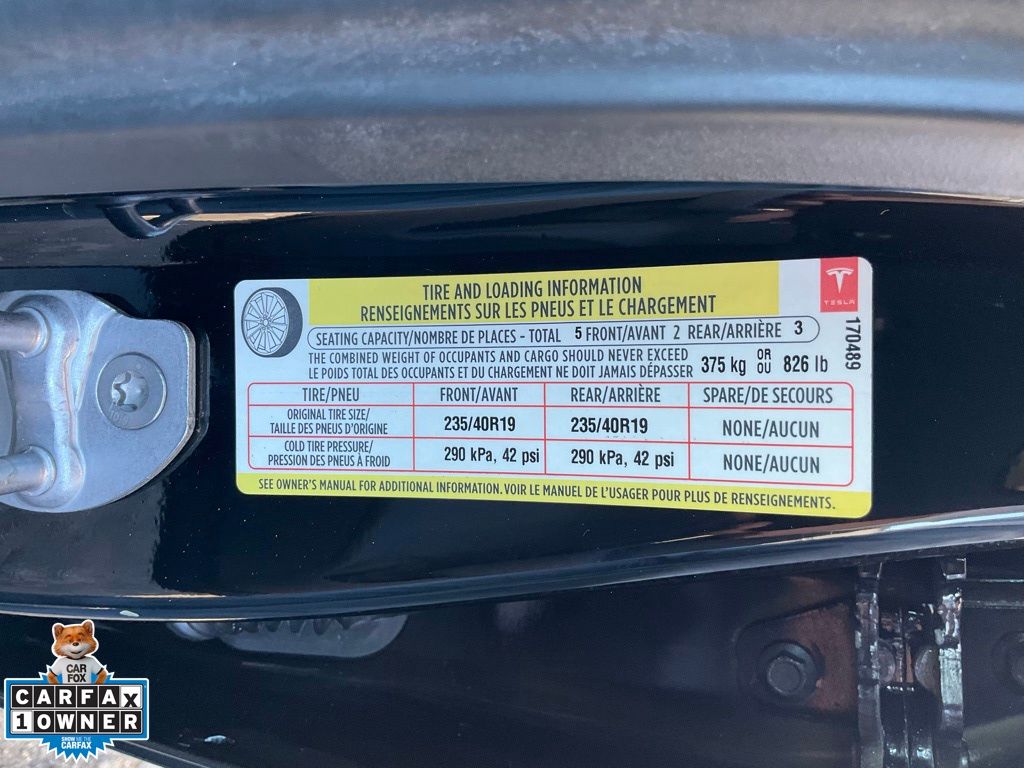 TIRE AND LOADING INFORMATION
RENSEIGNEMENTS SUR LES PNEUS ET LE CHARGEMENT
TESLA
SEATING CAPACITY/NOMBRE DE PLACES - TOTAL 5 FRONT/AVANT 2 REAR/ARRIÈRE 3
THE COMBINED WEIGHT OF OCCUPANTS AND CARGO SHOULD NEVER EXCEED
LE POIDS TOTAL DES OCCUPANTS ET DU CHARGEMENT NE DOIT JAMAIS DÉPASSER
375 kg OR OU 826 lb
170489
TIRE/PNEU FRONT/AVANT REAR/ARRIÈRE SPARE/DE SECOURS
ORIGINAL TIRE SIZE/
TAILLE DES PNEUS D'ORIGINE
235/40R19 235/40R19 NONE/AUCUN
COLD TIRE PRESSURE/
PRESSION DES PNEUS À FROID
290 kPa, 42 psi 290 kPa, 42 psi NONE/AUCUN
SEE OWNER'S MANUAL FOR ADDITIONAL INFORMATION. VOIR LE MANUEL DE L'USAGER POUR PLUS DE RENSEIGNEMENTS.
CAR
FOX
CARFAX
1 OWNER
SHOW ME THE
CARFAX